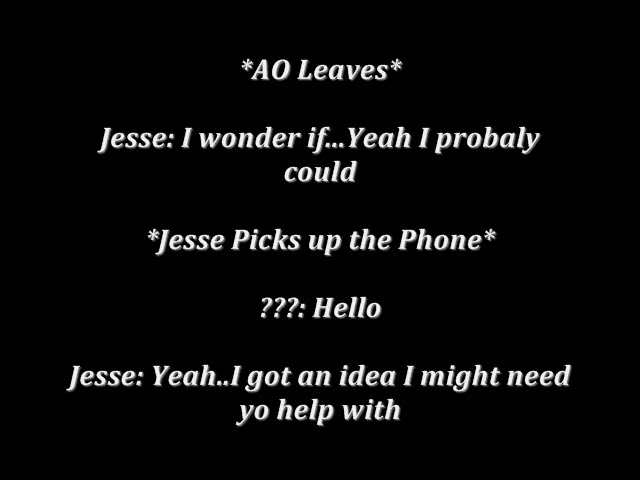 *AO Leaves*
Jesse: I wonder if...Yeah I probaly
could
*Jesse Picks up the Phone*
???: Hello
Jesse: Yeah..I got an idea I might need
yo help with